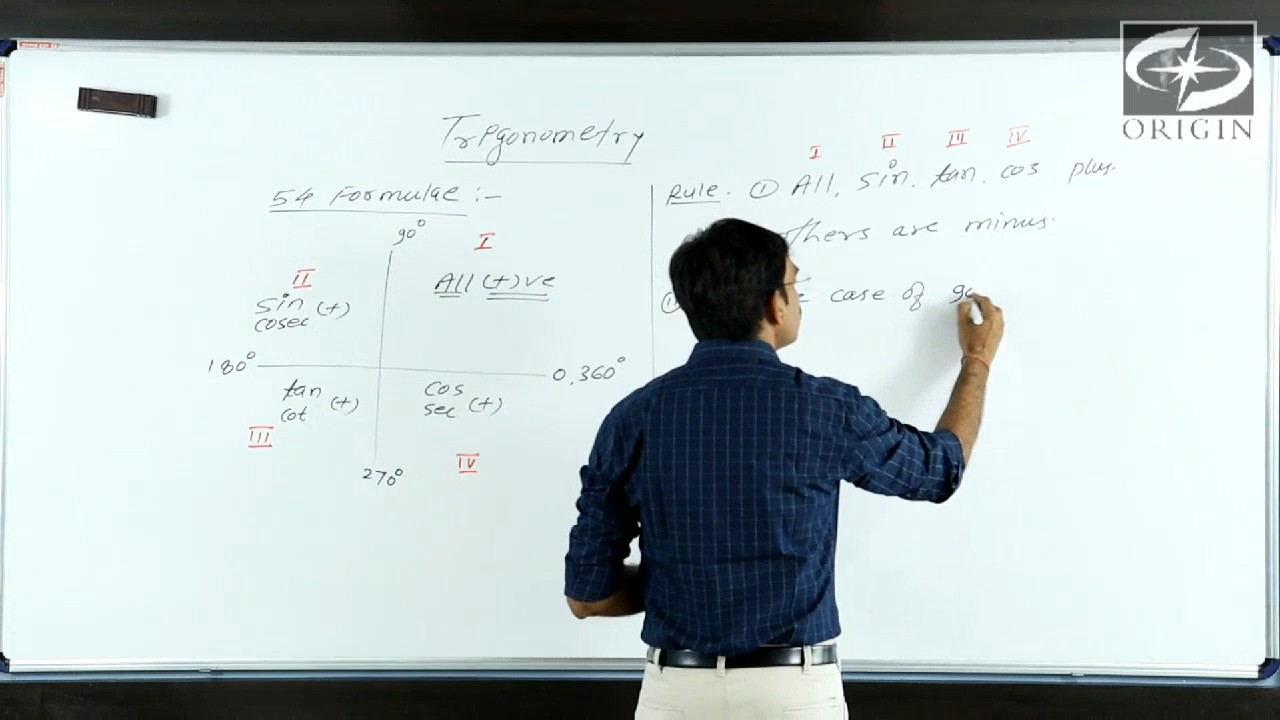 ORIGIN
Trigonometry
54 Formulae :-
90°
I
All (+)ve
II
sin
cosec (+)
180°
0, 360°
tan
cot (+)
III
cos
sec (+)
IV
270°
I II III IV
Rule. ① All, sin, tan, cos plus.
others are minus.
case of